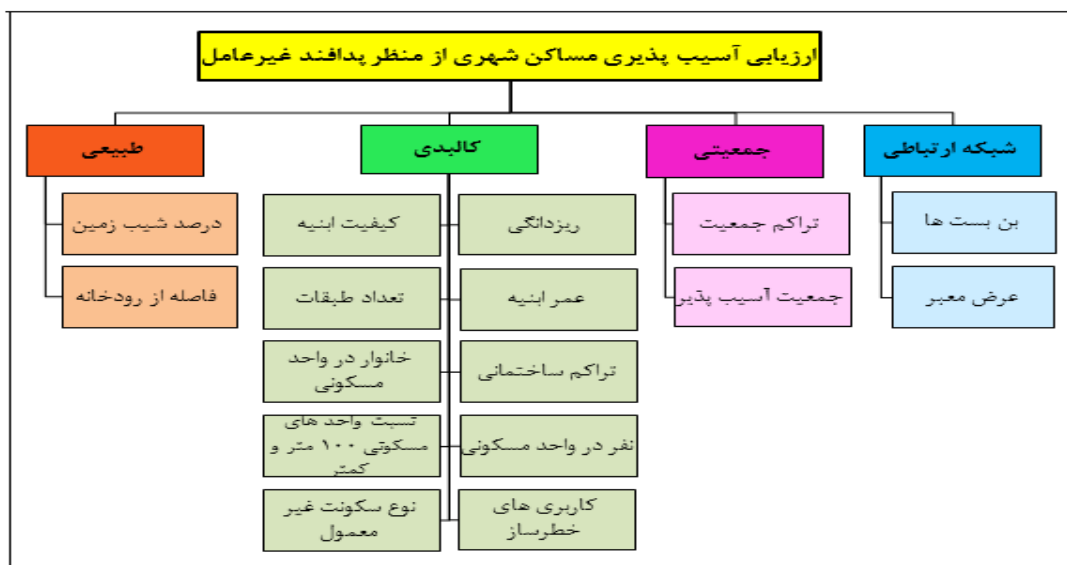 ارزیابی آسیب پذیری مساکن شهری از منظر پدافند غیرعامل
شبکه ارتباطی
جمعیتی
کالبدی
طبیعی
بن بست ها
تراکم جمعیت
ریزدانگی
کیفیت ابنیه
درصد شیب زمین
عرض معبر
جمعیت آسیب پذیر
عمر ابنیه
تعداد طبقات
فاصله از رودخانه
تراکم ساختمانی
خانوار در واحد
مسکونی
نفر در واحد مسکونی
نسبت واحد های
مسکونی ۱۰۰ متر و
کمتر
کاربری های
خطرساز
نوع سکونت غیر
معمول